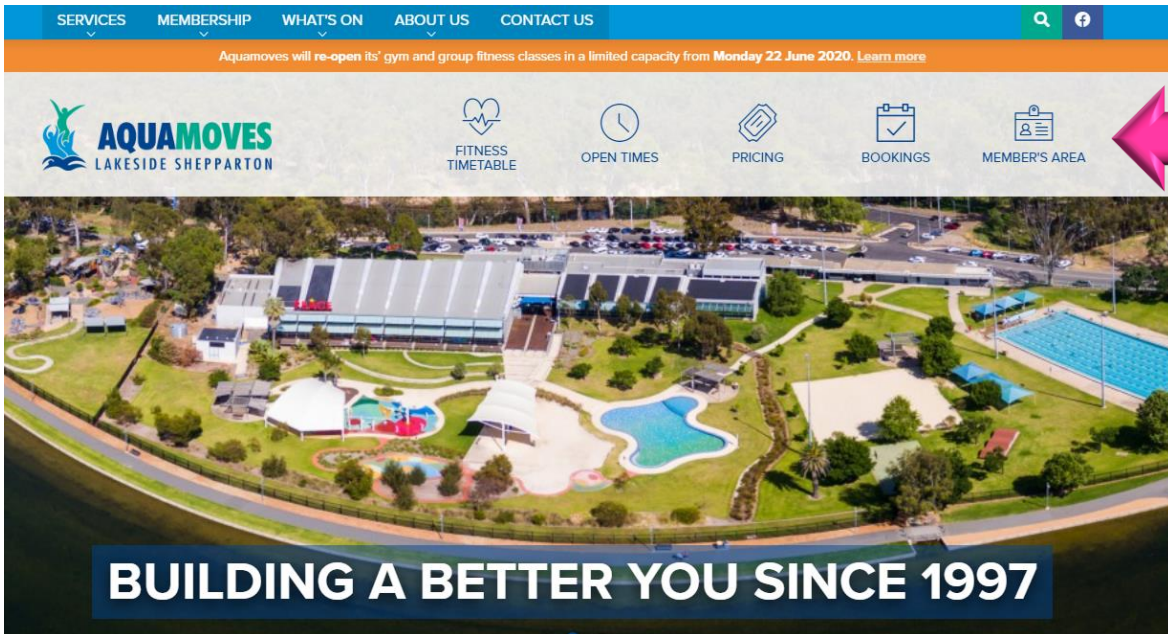 SERVICES MEMBERSHIP WHAT'S ON ABOUT US CONTACT US
Aquamoves will re-open its' gym and group fitness classes in a limited capacity from Monday 22 June 2020. Learn more
AQUAMOVES
LAKESIDE SHEPPARTON
FITNESS
TIMETABLE
OPEN TIMES
PRICING
BOOKINGS
MEMBER'S AREA
BUILDING A BETTER YOU SINCE 1997